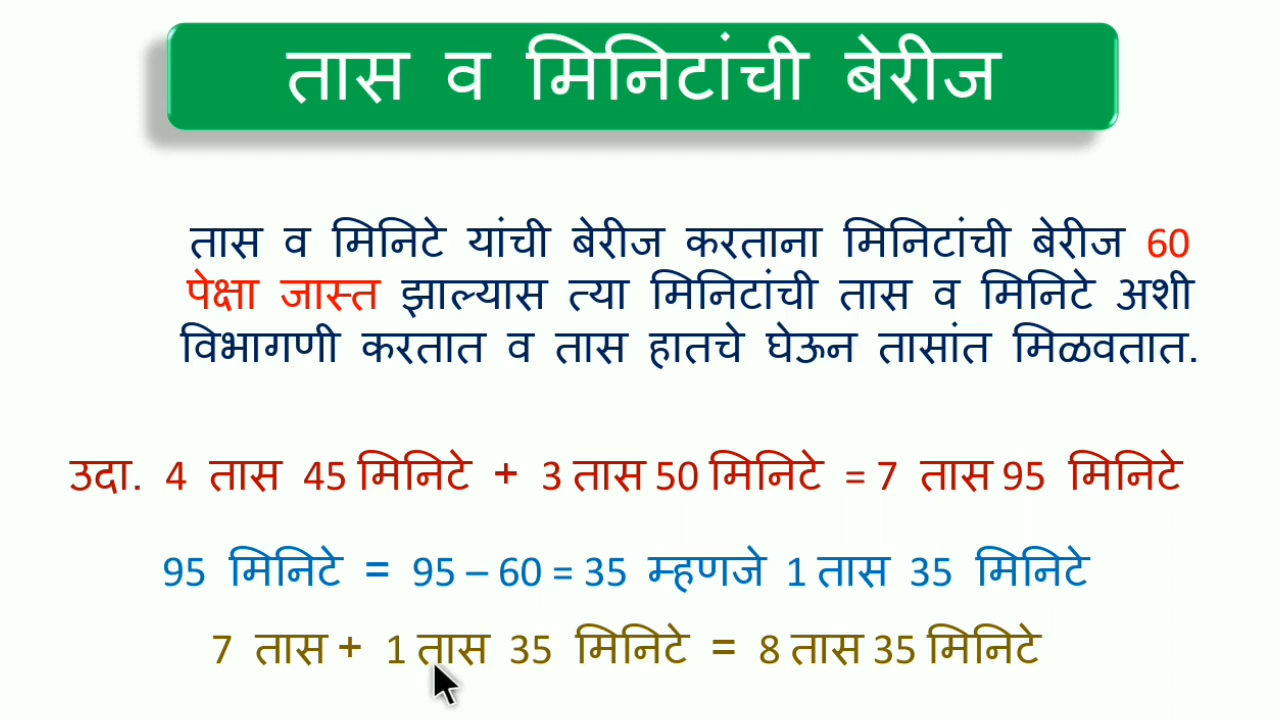 तास व मिनिटांची बेरीज
तास व मिनिटे यांची बेरीज करताना मिनिटांची बेरीज 60
पेक्षा जास्त झाल्यास त्या मिनिटांची तास व मिनिटे अशी
विभागणी करतात व तास हातचे घेऊन तासांत मिळवतात.
उदा. 4 तास 45 मिनिटे + 3 तास 50 मिनिटे = 7 तास 95 मिनिटे
95 मिनिटे = 95 – 60 = 35 म्हणजे 1 तास 35 मिनिटे
7 तास + 1 तास 35 मिनिटे = 8 तास 35 मिनिटे